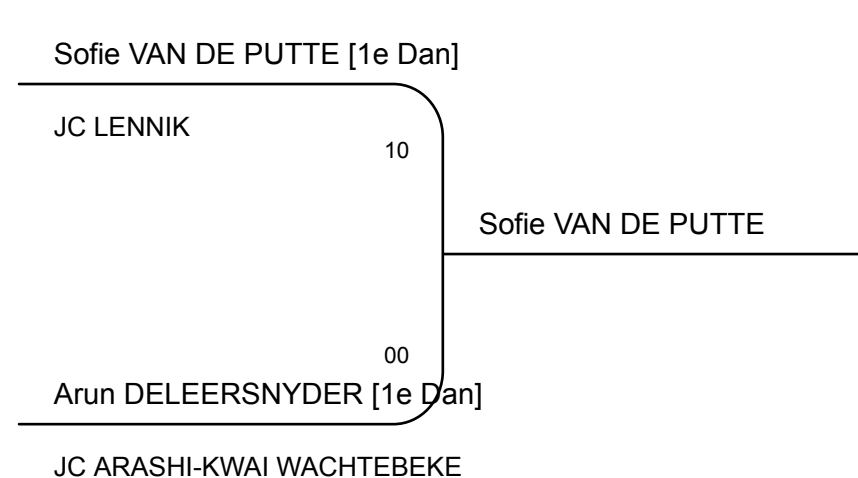 Sofie VAN DE PUTTE [1e Dan]
JC LENNIK
10
Sofie VAN DE PUTTE
00
Arun DELEERSNYDER [1e Dan]
JC ARASHI-KWAI WACHTEBEKE